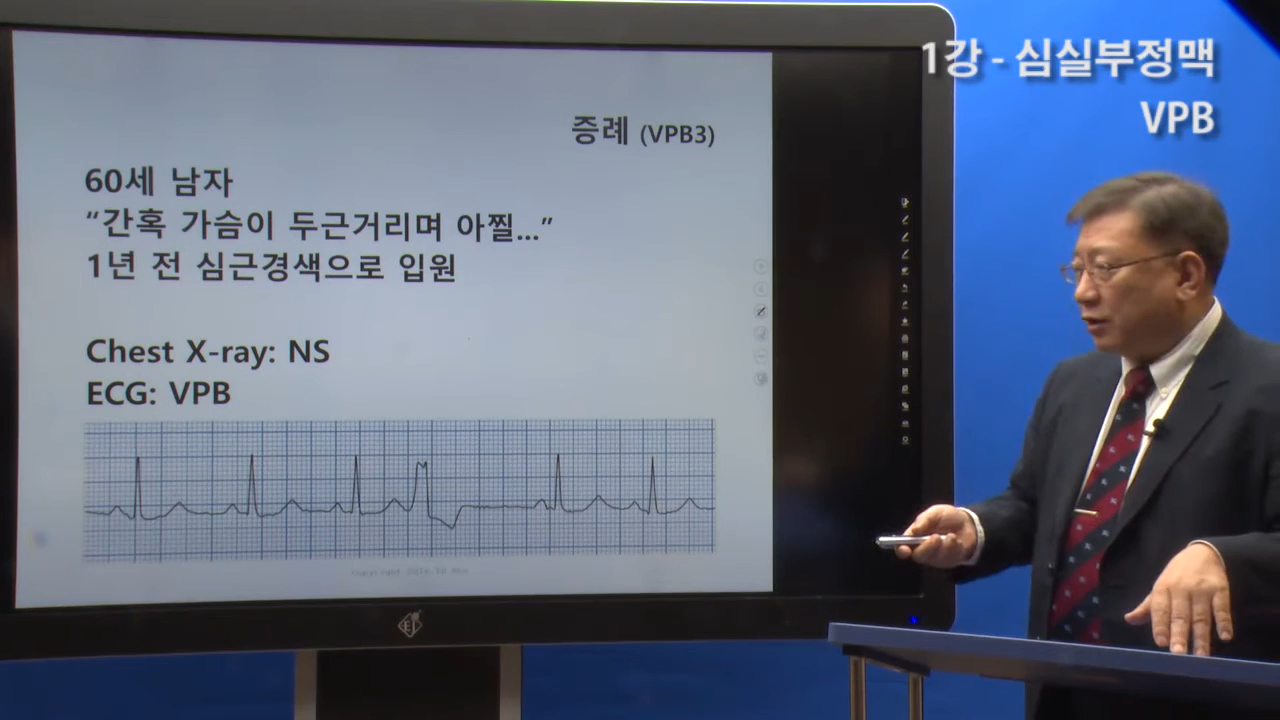 1강 - 심실부정맥
VPB
증례 (VPB3)
60세 남자
“간혹 가슴이 두근거리며 아찔...”
1년 전 심근경색으로 입원
Chest X-ray: NS
ECG: VPB